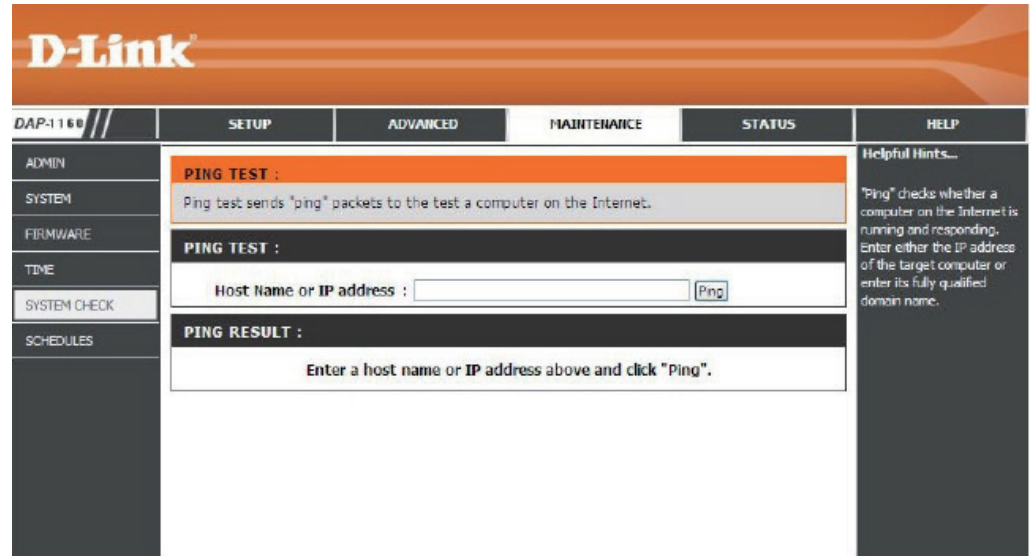 D-Link
DAP-1160
SETUP
ADVANCED
MAINTENANCE
STATUS
HELP
ADMIN
SYSTEM
FIRMWARE
TIME
SYSTEM CHECK
SCHEDULES
PING TEST :
Ping test sends "ping" packets to the test a computer on the Internet.
PING TEST :
Host Name or IP address :
Ping
PING RESULT :
Enter a host name or IP address above and click "Ping".
Helpful Hints...
"Ping" checks whether a
computer on the Internet is
running and responding.
Enter either the IP address
of the target computer or
enter its fully qualified
domain name.